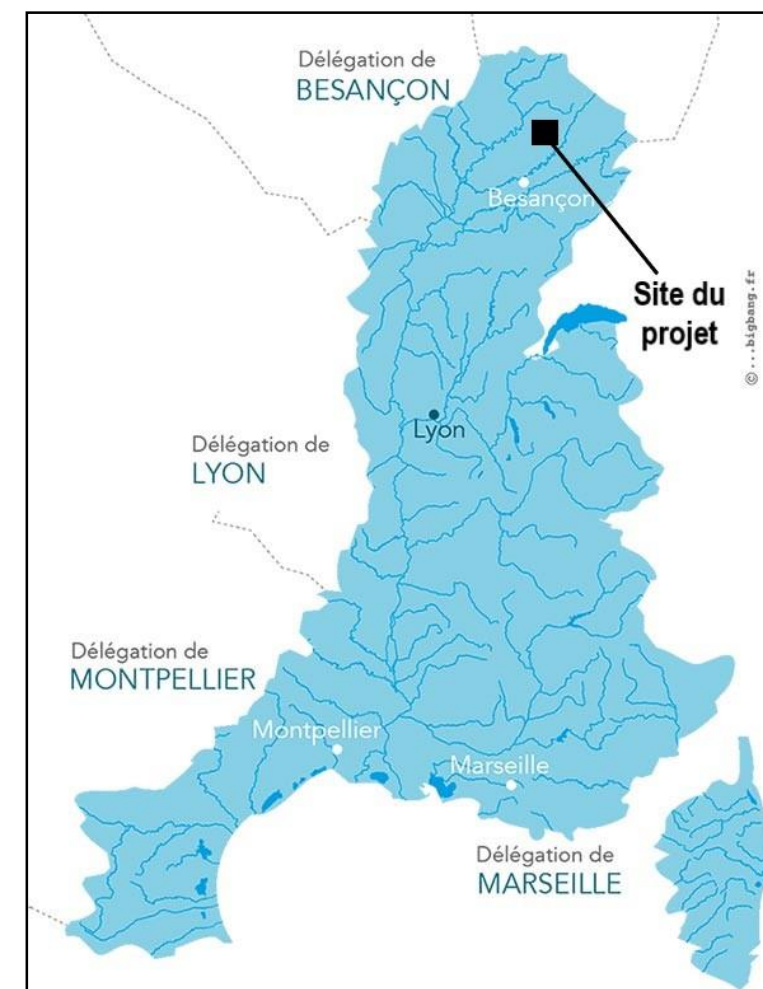 Délégation de
BESANÇON
Besançon
Site du
projet
©...bigbang.fr
Lyon
Délégation de
LYON
Délégation de
MONTPELLIER
Montpellier
Marseille
Délégation de
MARSEILLE